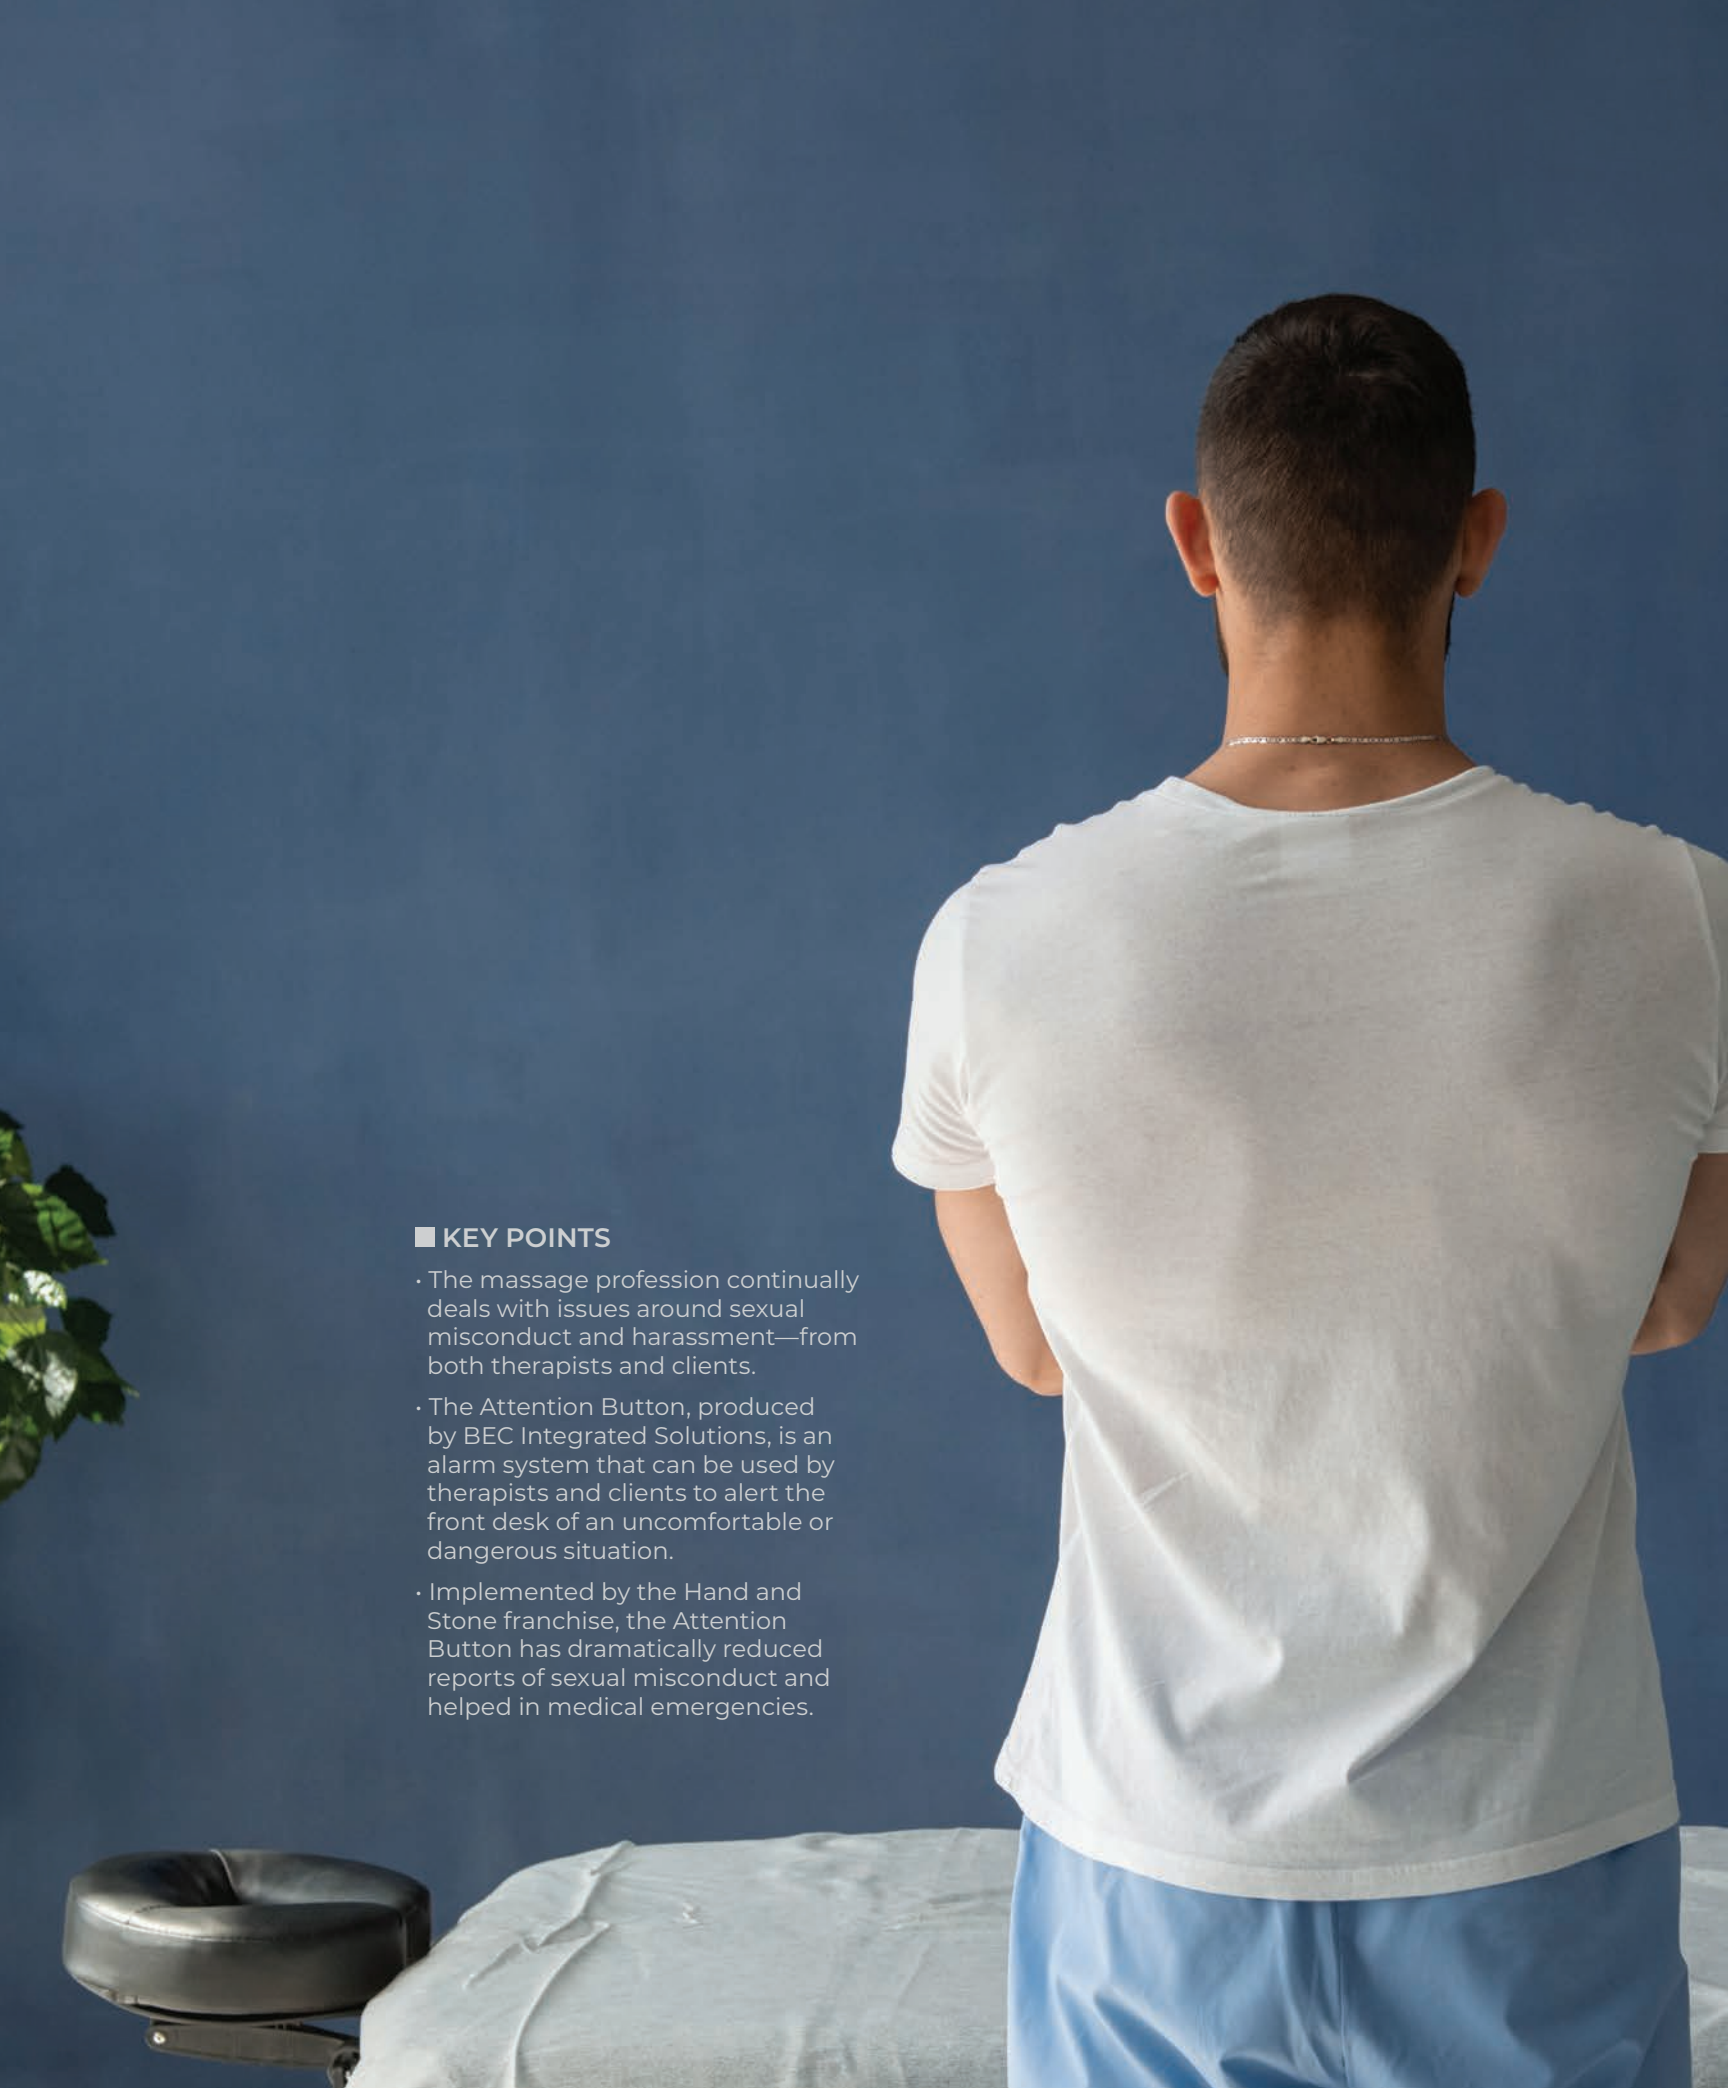 KEY POINTS
• The massage profession continually
deals with issues around sexual
misconduct and harassment—from
both therapists and clients.
• The Attention Button, produced
by BEC Integrated Solutions, is an
alarm system that can be used by
therapists and clients to alert the
front desk of an uncomfortable or
dangerous situation.
• Implemented by the Hand and
Stone franchise, the Attention
Button has dramatically reduced
reports of sexual misconduct and
helped in medical emergencies.